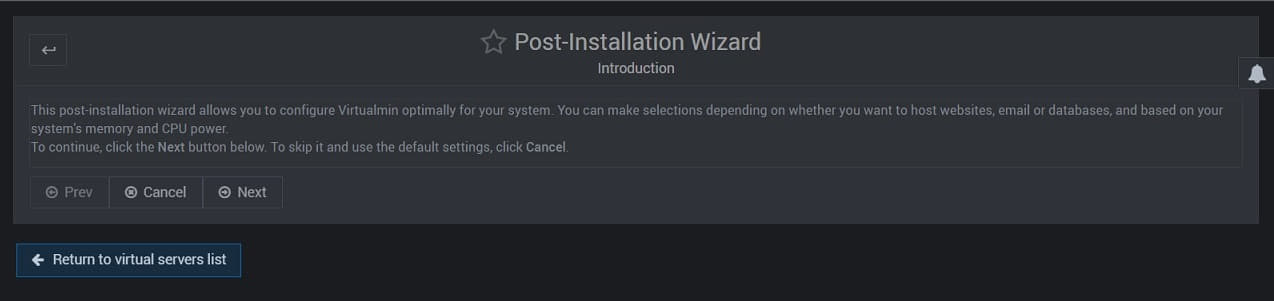 Post-Installation Wizard
Introduction
This post-installation wizard allows you to configure Virtualmin optimally for your system. You can make selections depending on whether you want to host websites, email or databases, and based on your
system's memory and CPU power.
To continue, click the Next button below. To skip it and use the default settings, click Cancel.
Prev Cancel Next
Return to virtual servers list